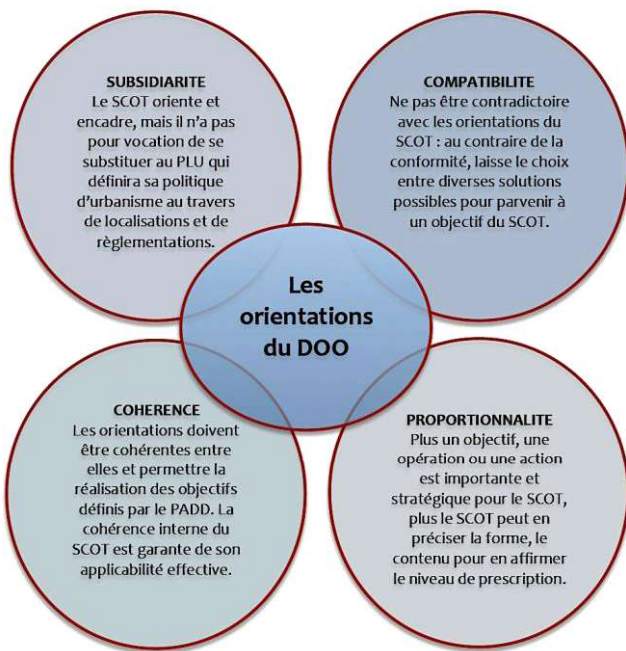 SUBSIDIARITE
Le SCOT oriente et
encadre, mais il n'a pas
pour vocation de se
substituer au PLU qui
définira sa politique
d'urbanisme au travers
de localisations et de
règlementations.
COMPATIBILITE
Ne pas être contradictoire
avec les orientations du
SCOT : au contraire de la
conformité, laisse le choix
entre diverses solutions
possibles pour parvenir à
un objectif du SCOT.
Les
orientations
du DOO
COHERENCE
Les orientations doivent
être cohérentes entre
elles et permettre la
réalisation des objectifs
définis par le PADD. La
cohérence interne du
SCOT est garante de son
applicabilité effective.
PROPORTIONNALITE
Plus un objectif, une
opération ou une action
est importante et
stratégique pour le SCOT,
plus le SCOT peut en
préciser la forme, le
contenu pour en affirmer
le niveau de prescription.